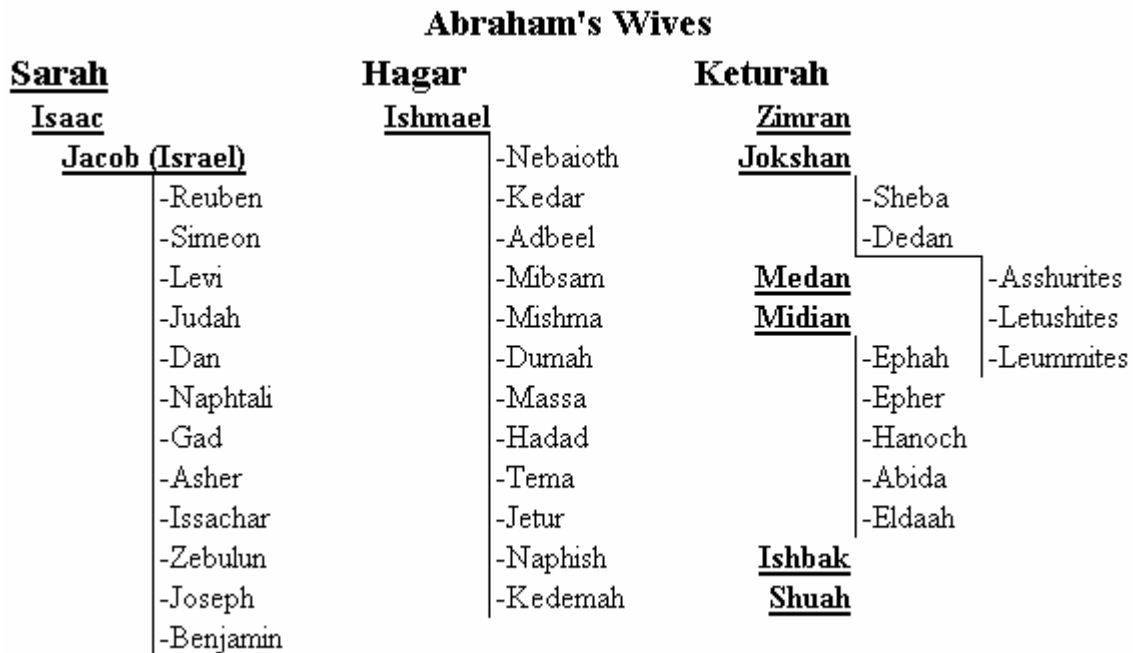 Abraham's Wives
Sarah Hagar Keturah
Isaac Ishmael Zimran
Jacob (Israel) -Nebaioth Jokshan
-Reuben -Kedar -Sheba
-Simeon -Adbeel -Dedan
-Levi -Mibsam Medan -Asshurites
-Judah -Mishma Midian -Letushites
-Dan -Dumah -Ephah -Leummites
-Naphtali -Massa -Epher
-Gad -Hadad -Hanoch
-Asher -Tema -Abida
-Issachar -Jetur -Eldaah
-Zebulun -Naphish Ishbak
-Joseph -Kedemah Shuah
-Benjamin